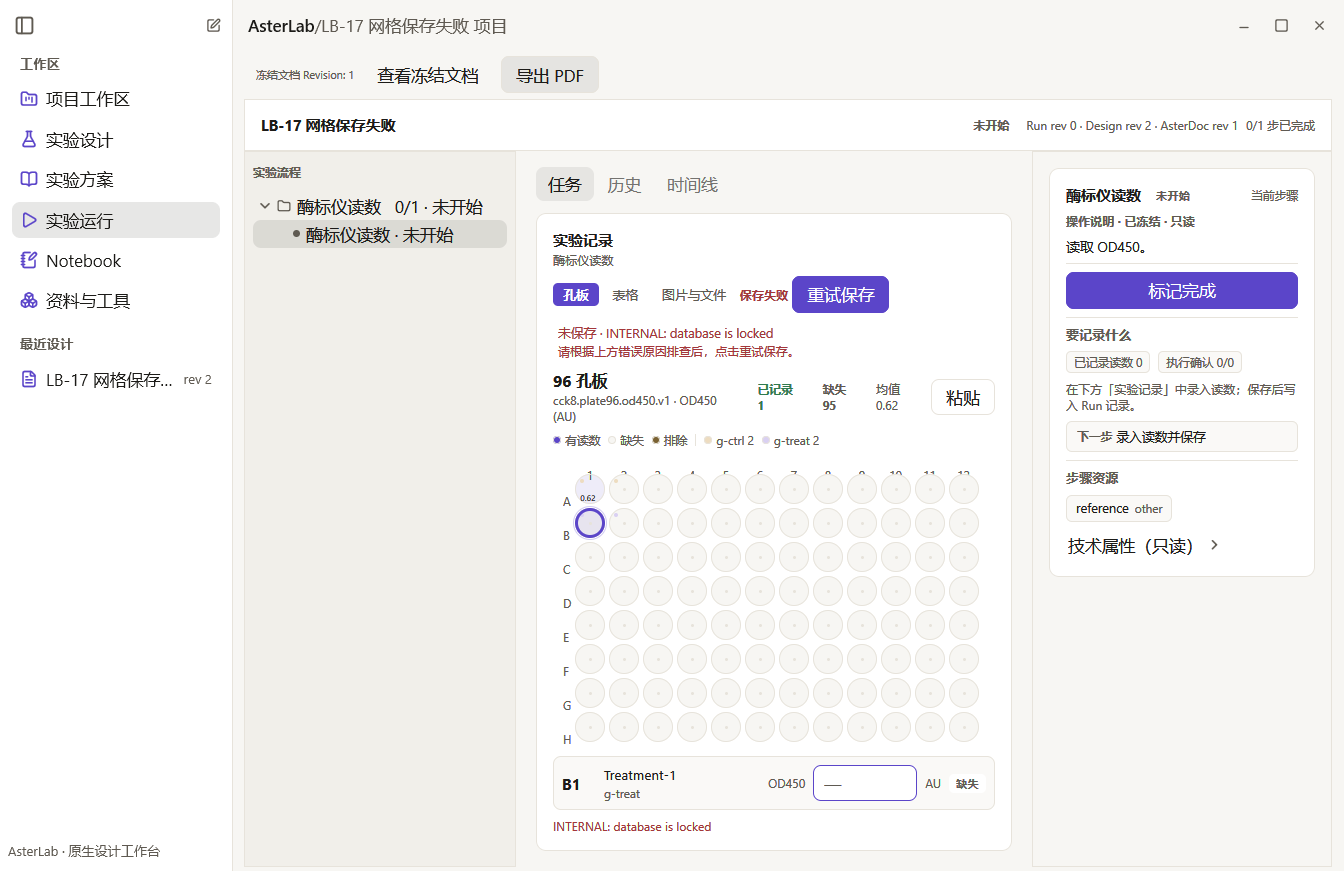 AsterLab/LB-17 网格保存失败 项目
工作区
项目工作区
实验设计
实验方案
实验运行
Notebook
资料与工具
最近设计
LB-17 网格保存... rev 2
AsterLab · 原生设计工作台
冻结文档 Revision: 1 查看冻结文档 导出 PDF
LB-17 网格保存失败
未开始 Run rev 0 · Design rev 2 · AsterDoc rev 1 0/1 步已完成
实验流程
酶标仪读数 0/1 · 未开始
酶标仪读数 · 未开始
任务 历史 时间线
实验记录
酶标仪读数
孔板 表格 图片与文件 保存失败 重试保存
未保存 · INTERNAL: database is locked
请根据上方错误原因排查后，点击重试保存。
96 孔板
cck8.plate96.od450.v1 · OD450
(AU)
已记录 缺失 均值
1 95 0.62
粘贴
有读数 缺失 排除 g-ctrl 2 g-treat 2
1 2 3 4 5 6 7 8 9 10 11 12
A 0.62
B
C
D
E
F
G
H
B1 Treatment-1 OD450 — AU 缺失
g-treat
INTERNAL: database is locked
酶标仪读数 未开始 当前步骤
操作说明 · 已冻结 · 只读
读取 OD450。
标记完成
要记录什么
已记录读数 0 执行确认 0/0
在下方「实验记录」中录入读数；保存后写
入 Run 记录。
下一步 录入读数并保存
步骤资源
reference other
技术属性（只读）